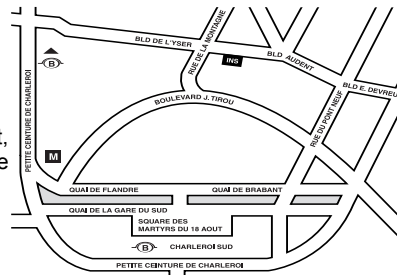 BLD DE L'YSER
B
RUE DE LA MONTAGNE
INS
BLD AUDENT
BLD E. DEVREU
PETITE CEINTURE DE CHARLEROI
BOULEVARD J. TIROU
RUE DU PONT NEUF
t,
e
M
QUAI DE FLANDRE
QUAI DE BRABANT
QUAI DE LA GARE DU SUD
SQUARE DES
MARTYRS DU 18 AOUT
B CHARLEROI SUD
PETITE CEINTURE DE CHARLEROI